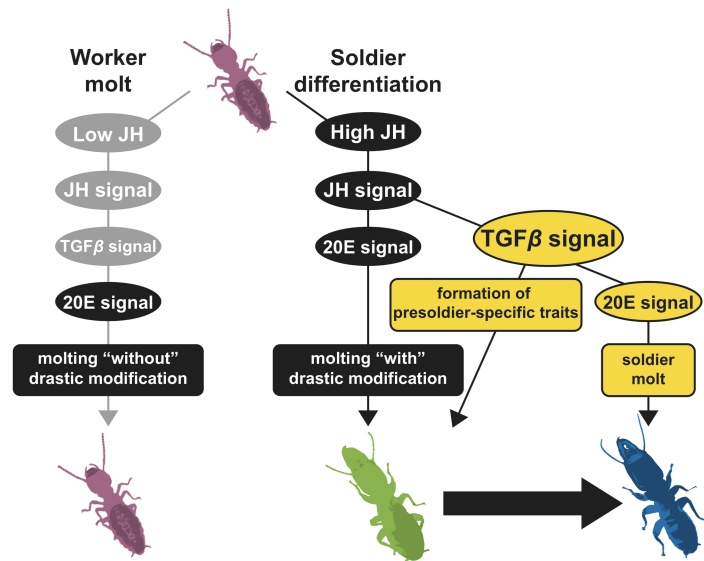 Worker
molt
Soldier
differentiation
Low JH
JH signal
TGFβ signal
20E signal
molting “without”
drastic modification
High JH
JH signal
20E signal
molting “with”
drastic modification
TGFβ signal
formation of
presoldier-specific traits
20E signal
soldier
molt